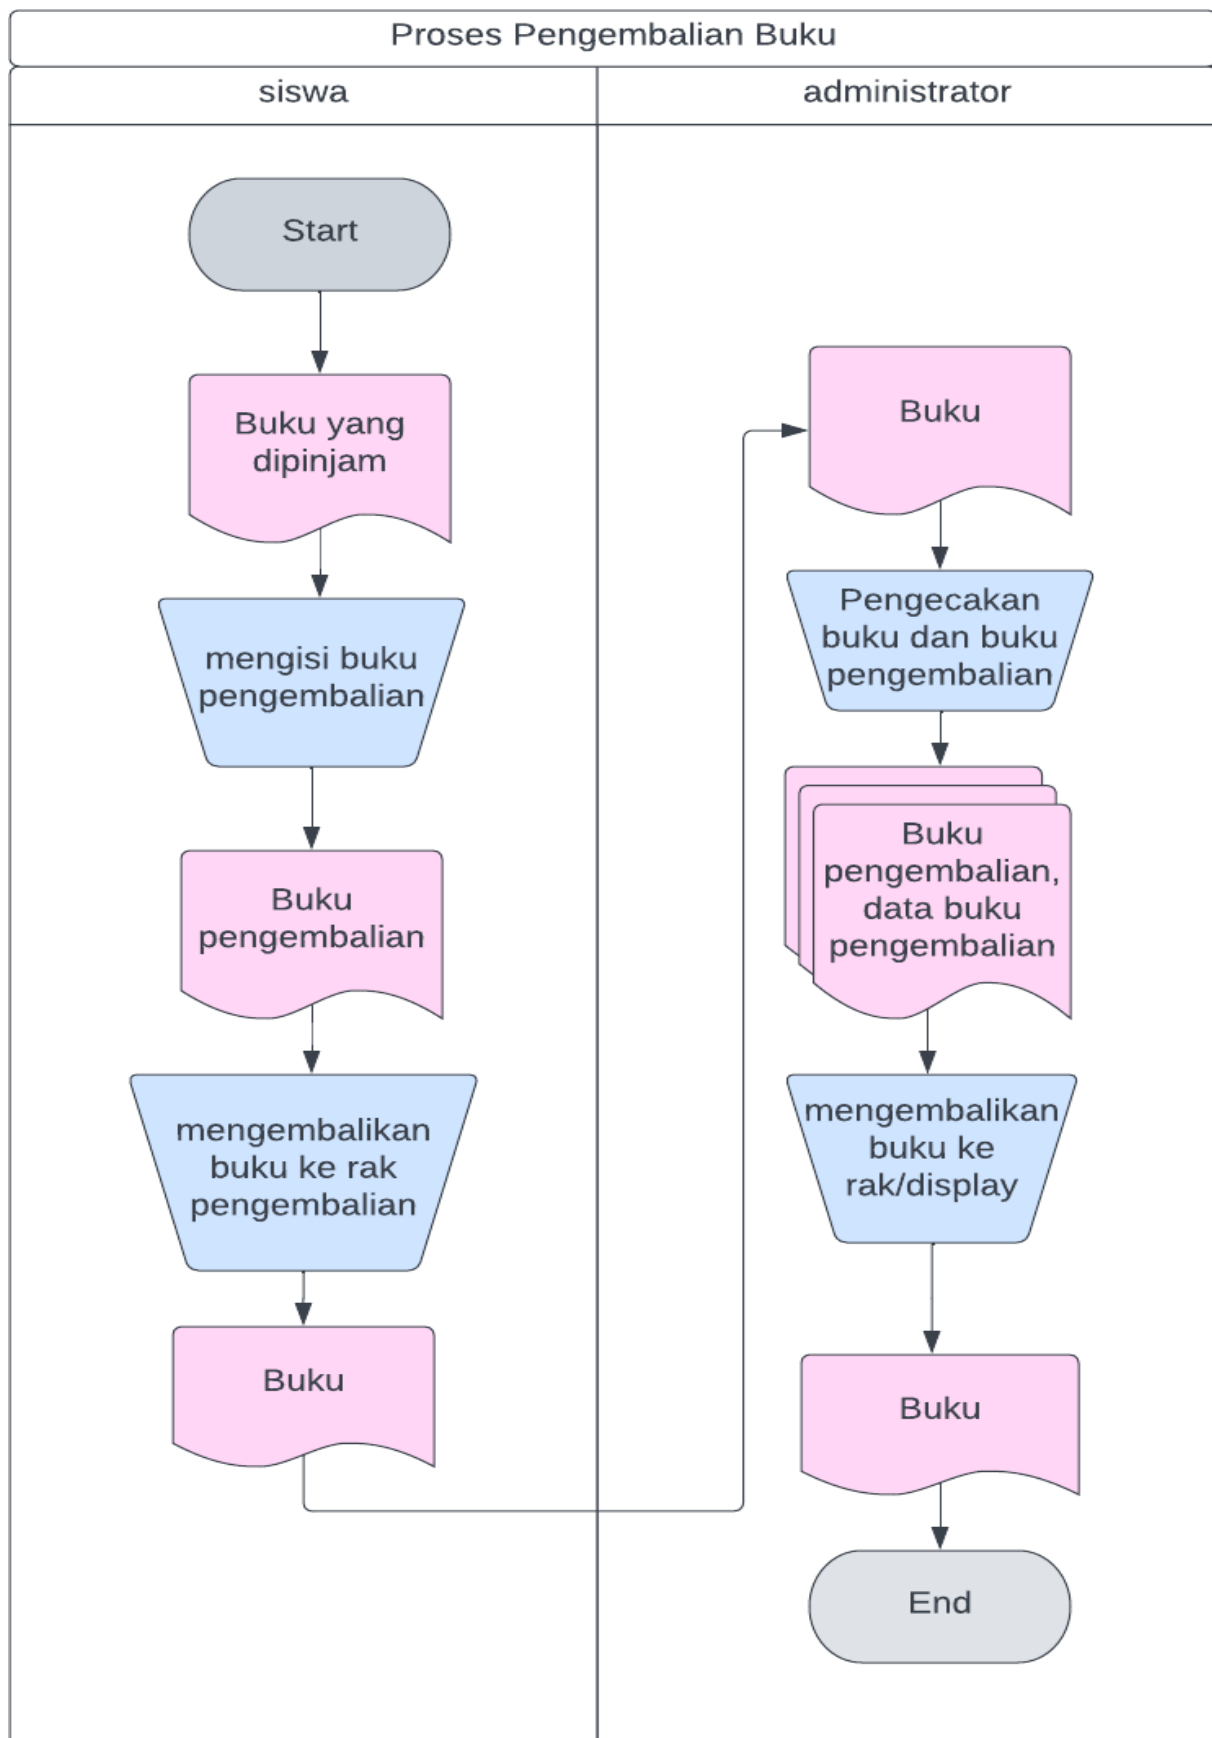 Proses Pengembalian Buku
siswa
administrator
Start
Buku yang
dipinjam
mengisi buku
pengembalian
Buku
pengembalian
mengembalikan
buku ke rak
pengembalian
Buku
Buku
Pengecakan
buku dan buku
pengembalian
Buku
pengembalian,
data buku
pengembalian
mengembalikan
buku ke
rak/display
Buku
End